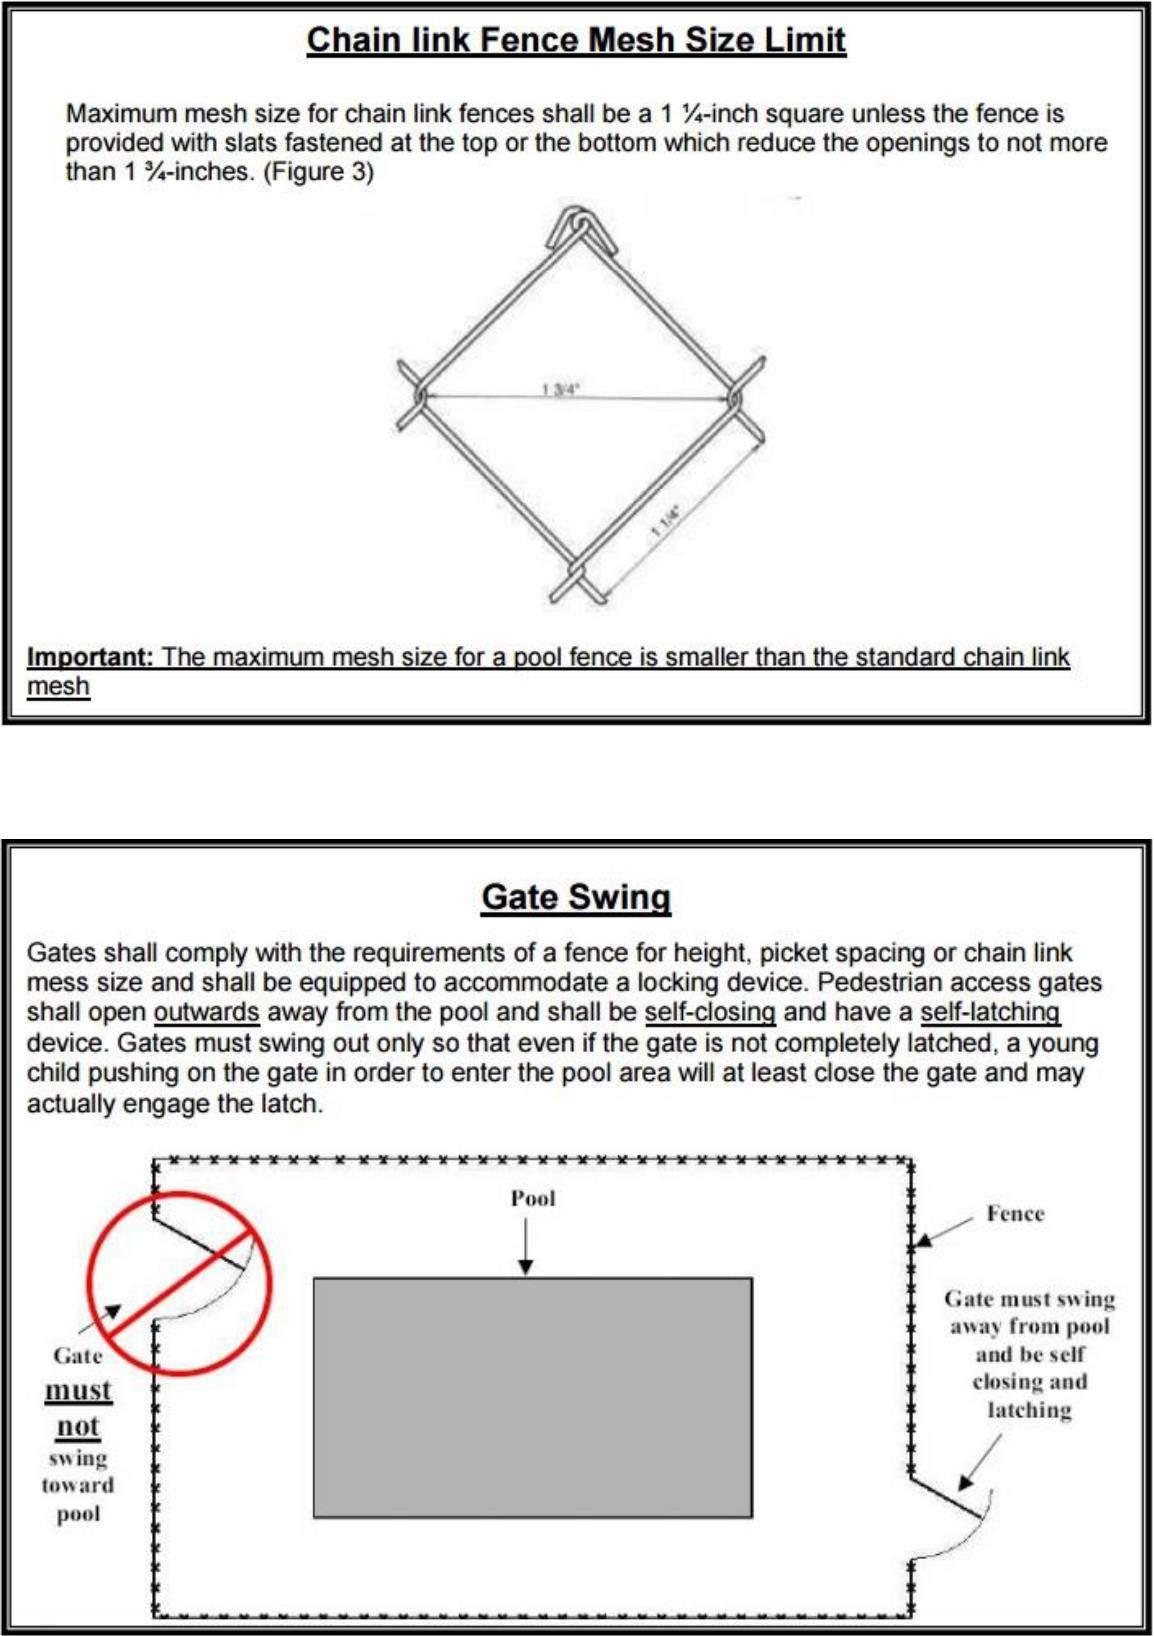 Chain link Fence Mesh Size Limit
Maximum mesh size for chain link fences shall be a 1 ¼-inch square unless the fence is
provided with slats fastened at the top or the bottom which reduce the openings to not more
than 1 ¾-inches. (Figure 3)
1 3/4"
1 1/4"
Important: The maximum mesh size for a pool fence is smaller than the standard chain link
mesh
Gate Swing
Gates shall comply with the requirements of a fence for height, picket spacing or chain link
mess size and shall be equipped to accommodate a locking device. Pedestrian access gates
shall open outwards away from the pool and shall be self-closing and have a self-latching
device. Gates must swing out only so that even if the gate is not completely latched, a young
child pushing on the gate in order to enter the pool area will at least close the gate and may
actually engage the latch.
Pool
Fence
Gate must swing
away from pool
and be self
closing and
latching
Gate
must
not
swing
toward
pool